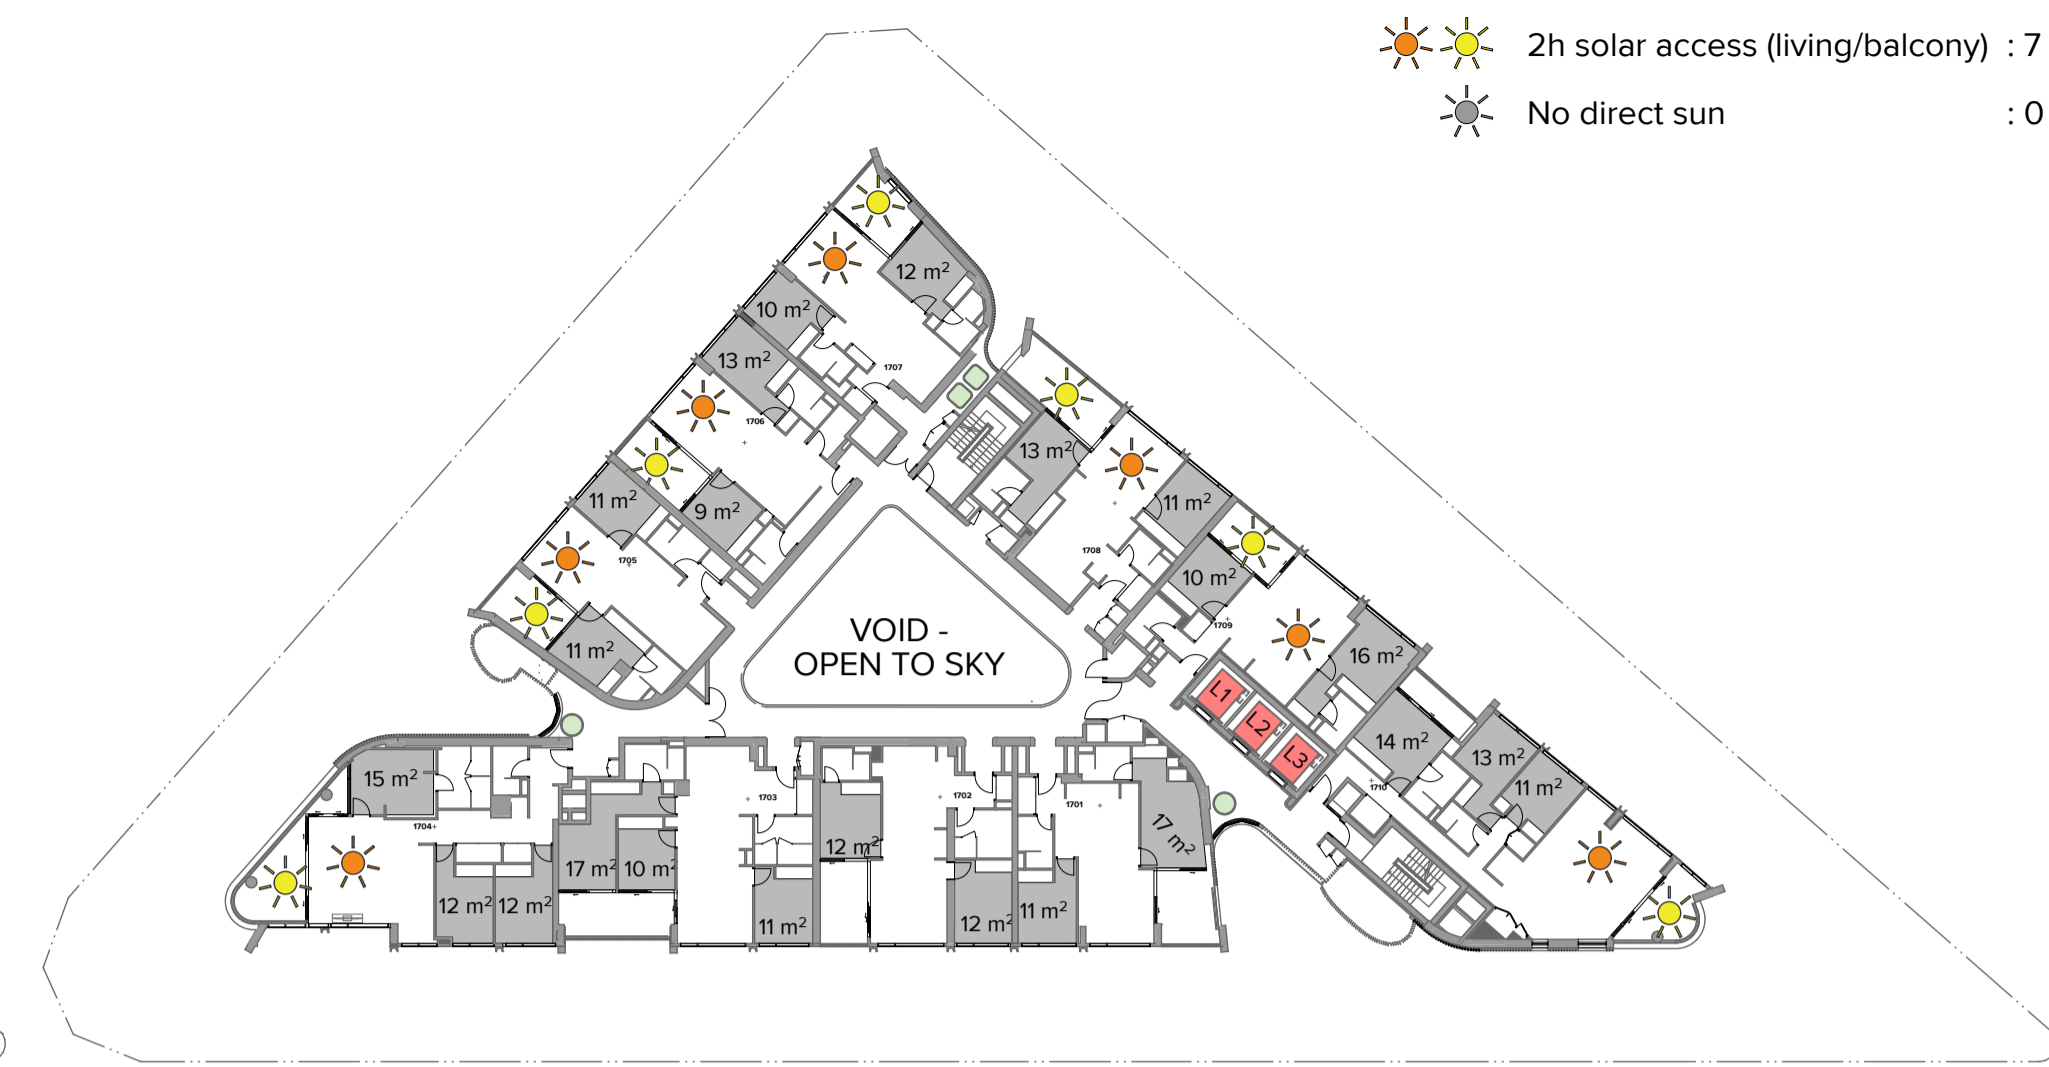 2h solar access (living/balcony) : 7
No direct sun : 0
12 m²
10 m²
13 m²
1707
1706
13 m²
11 m²
9 m²
11 m²
1705
1708
10 m²
11 m²
1709
VOID -
OPEN TO SKY
16 m²
L1
L2
L3
14 m²
13 m²
11 m²
1710
15 m²
1704
1703
1702
1701
17 m²
12 m²
17 m²
10 m²
12 m²
12 m²
11 m²
12 m²
11 m²